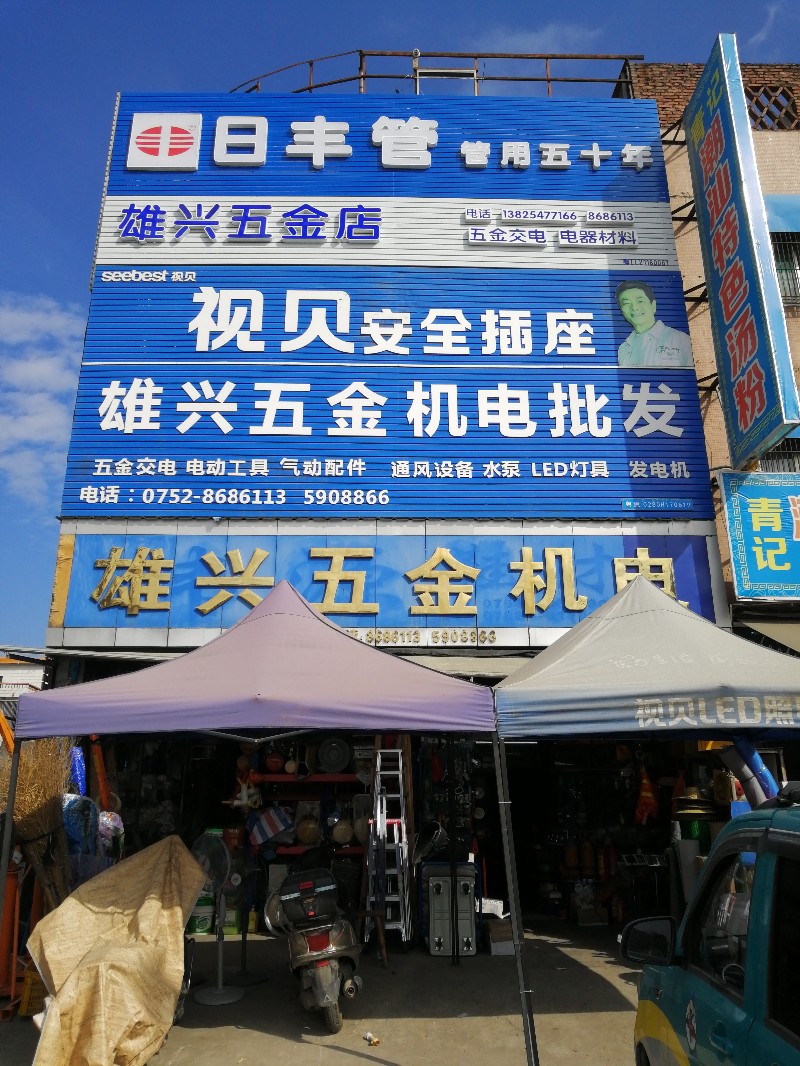 日丰管 管用五十年
雄兴五金店
电话 13825477166 8686113
五金交电 电器材料
seebest 视贝
视贝安全插座
雄兴五金机电批发
五金交电 电动工具 气动配件 通风设备 水泵 LED灯具 发电机
电话：0752-8686113 5908866
雄兴五金机电
8686113
视贝LED照
青记
潮汕特色汤粉
青记